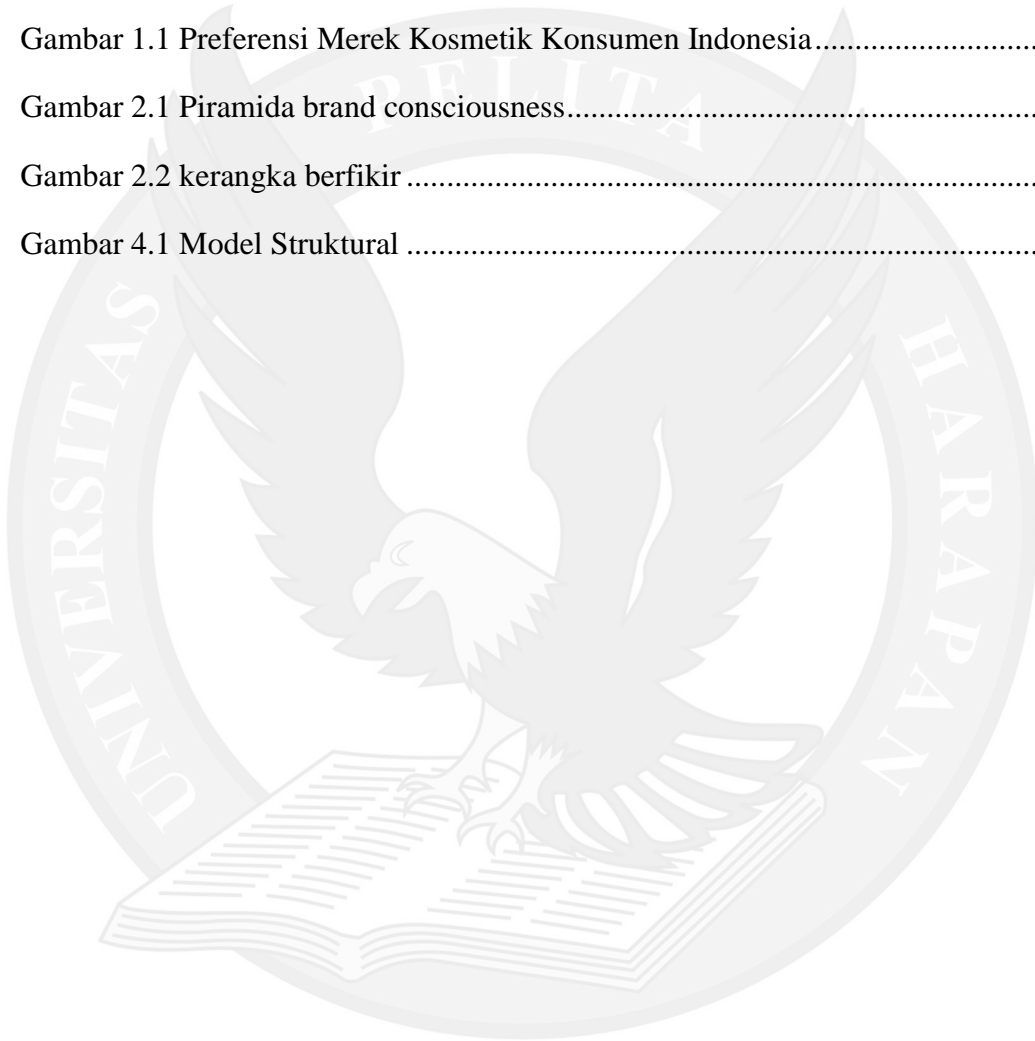 Gambar 1.1 Preferensi Merek Kosmetik Konsumen Indonesia..............................
Gambar 2.1 Piramida brand consciousness................................................................
Gambar 2.2 kerangka berfikir .....................................................................................
Gambar 4.1 Model Struktural .....................................................................................
UNIVERSITAS PELITA HARAPAN